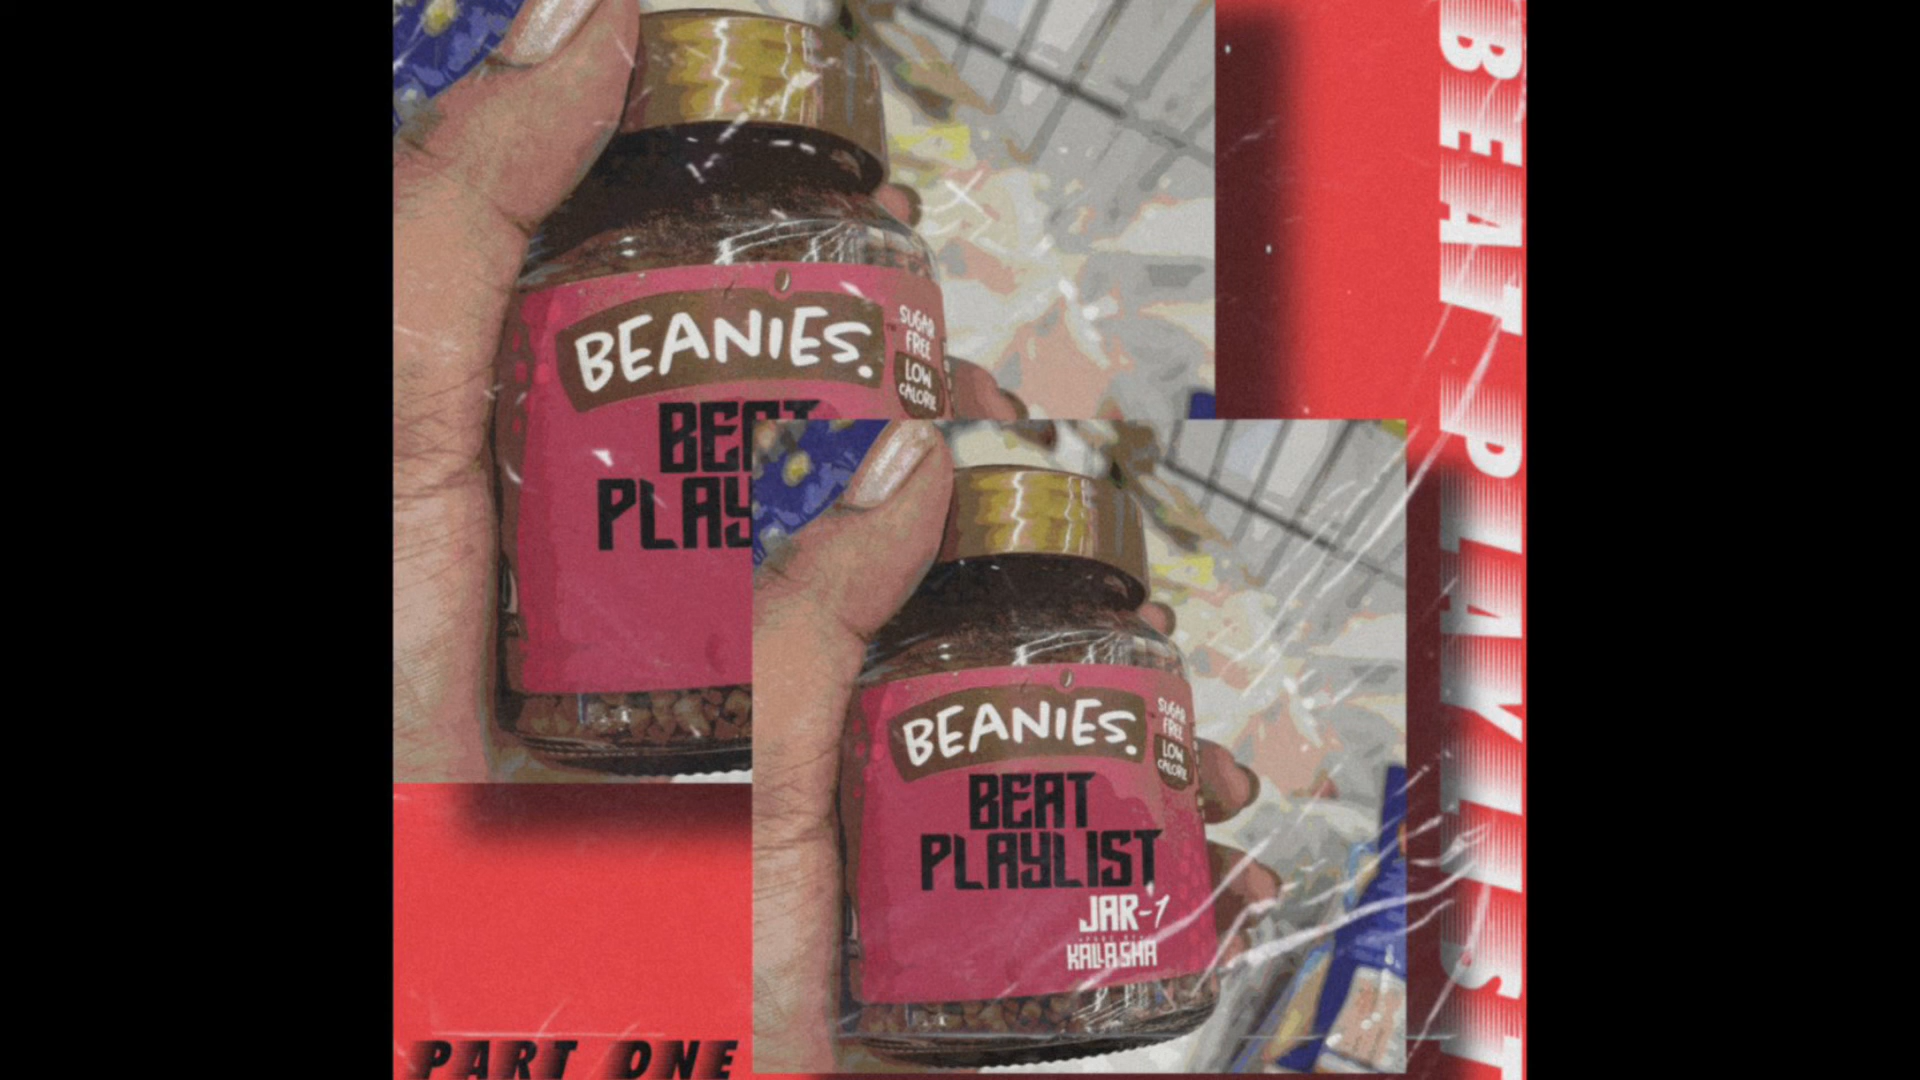 BEANIES.
SUGAR
FREE
LOW
CALORIE
BEAT
PLAY
BEANIES.
SUGAR
FREE
LOW
CALORIE
BEAT
PLAYLIST
JAR-1
KALLASHA
PART ONE
BEAT PLAYLIST